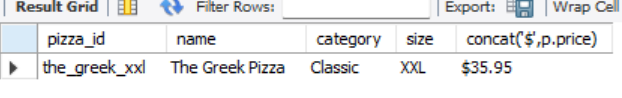 Result Grid Filter Rows: Export: Wrap Cell
pizza_id name category size concat('$',p.price)
the_greek_xxl The Greek Pizza Classic XXL $35.95